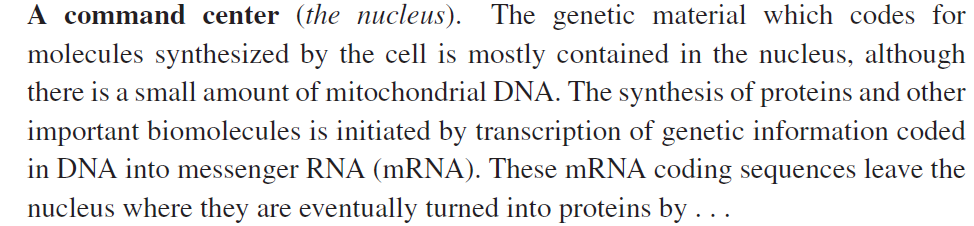 A command center (the nucleus). The genetic material which codes for
molecules synthesized by the cell is mostly contained in the nucleus, although
there is a small amount of mitochondrial DNA. The synthesis of proteins and other
important biomolecules is initiated by transcription of genetic information coded
in DNA into messenger RNA (mRNA). These mRNA coding sequences leave the
nucleus where they are eventually turned into proteins by . . .